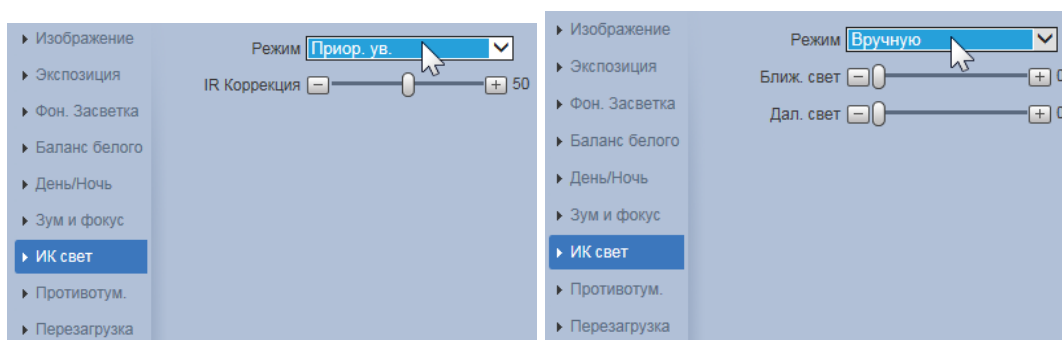 Изображение
Экспозиция
Фон. Засветка
Баланс белого
День/Ночь
Зум и фокус
ИК свет
Противотум.
Перезагрузка
Режим Приор. ув.
IR Коррекция − + 50
Изображение
Экспозиция
Фон. Засветка
Баланс белого
День/Ночь
Зум и фокус
ИК свет
Противотум.
Перезагрузка
Режим Вручную
Ближ. свет − + 0
Дал. свет − + 0